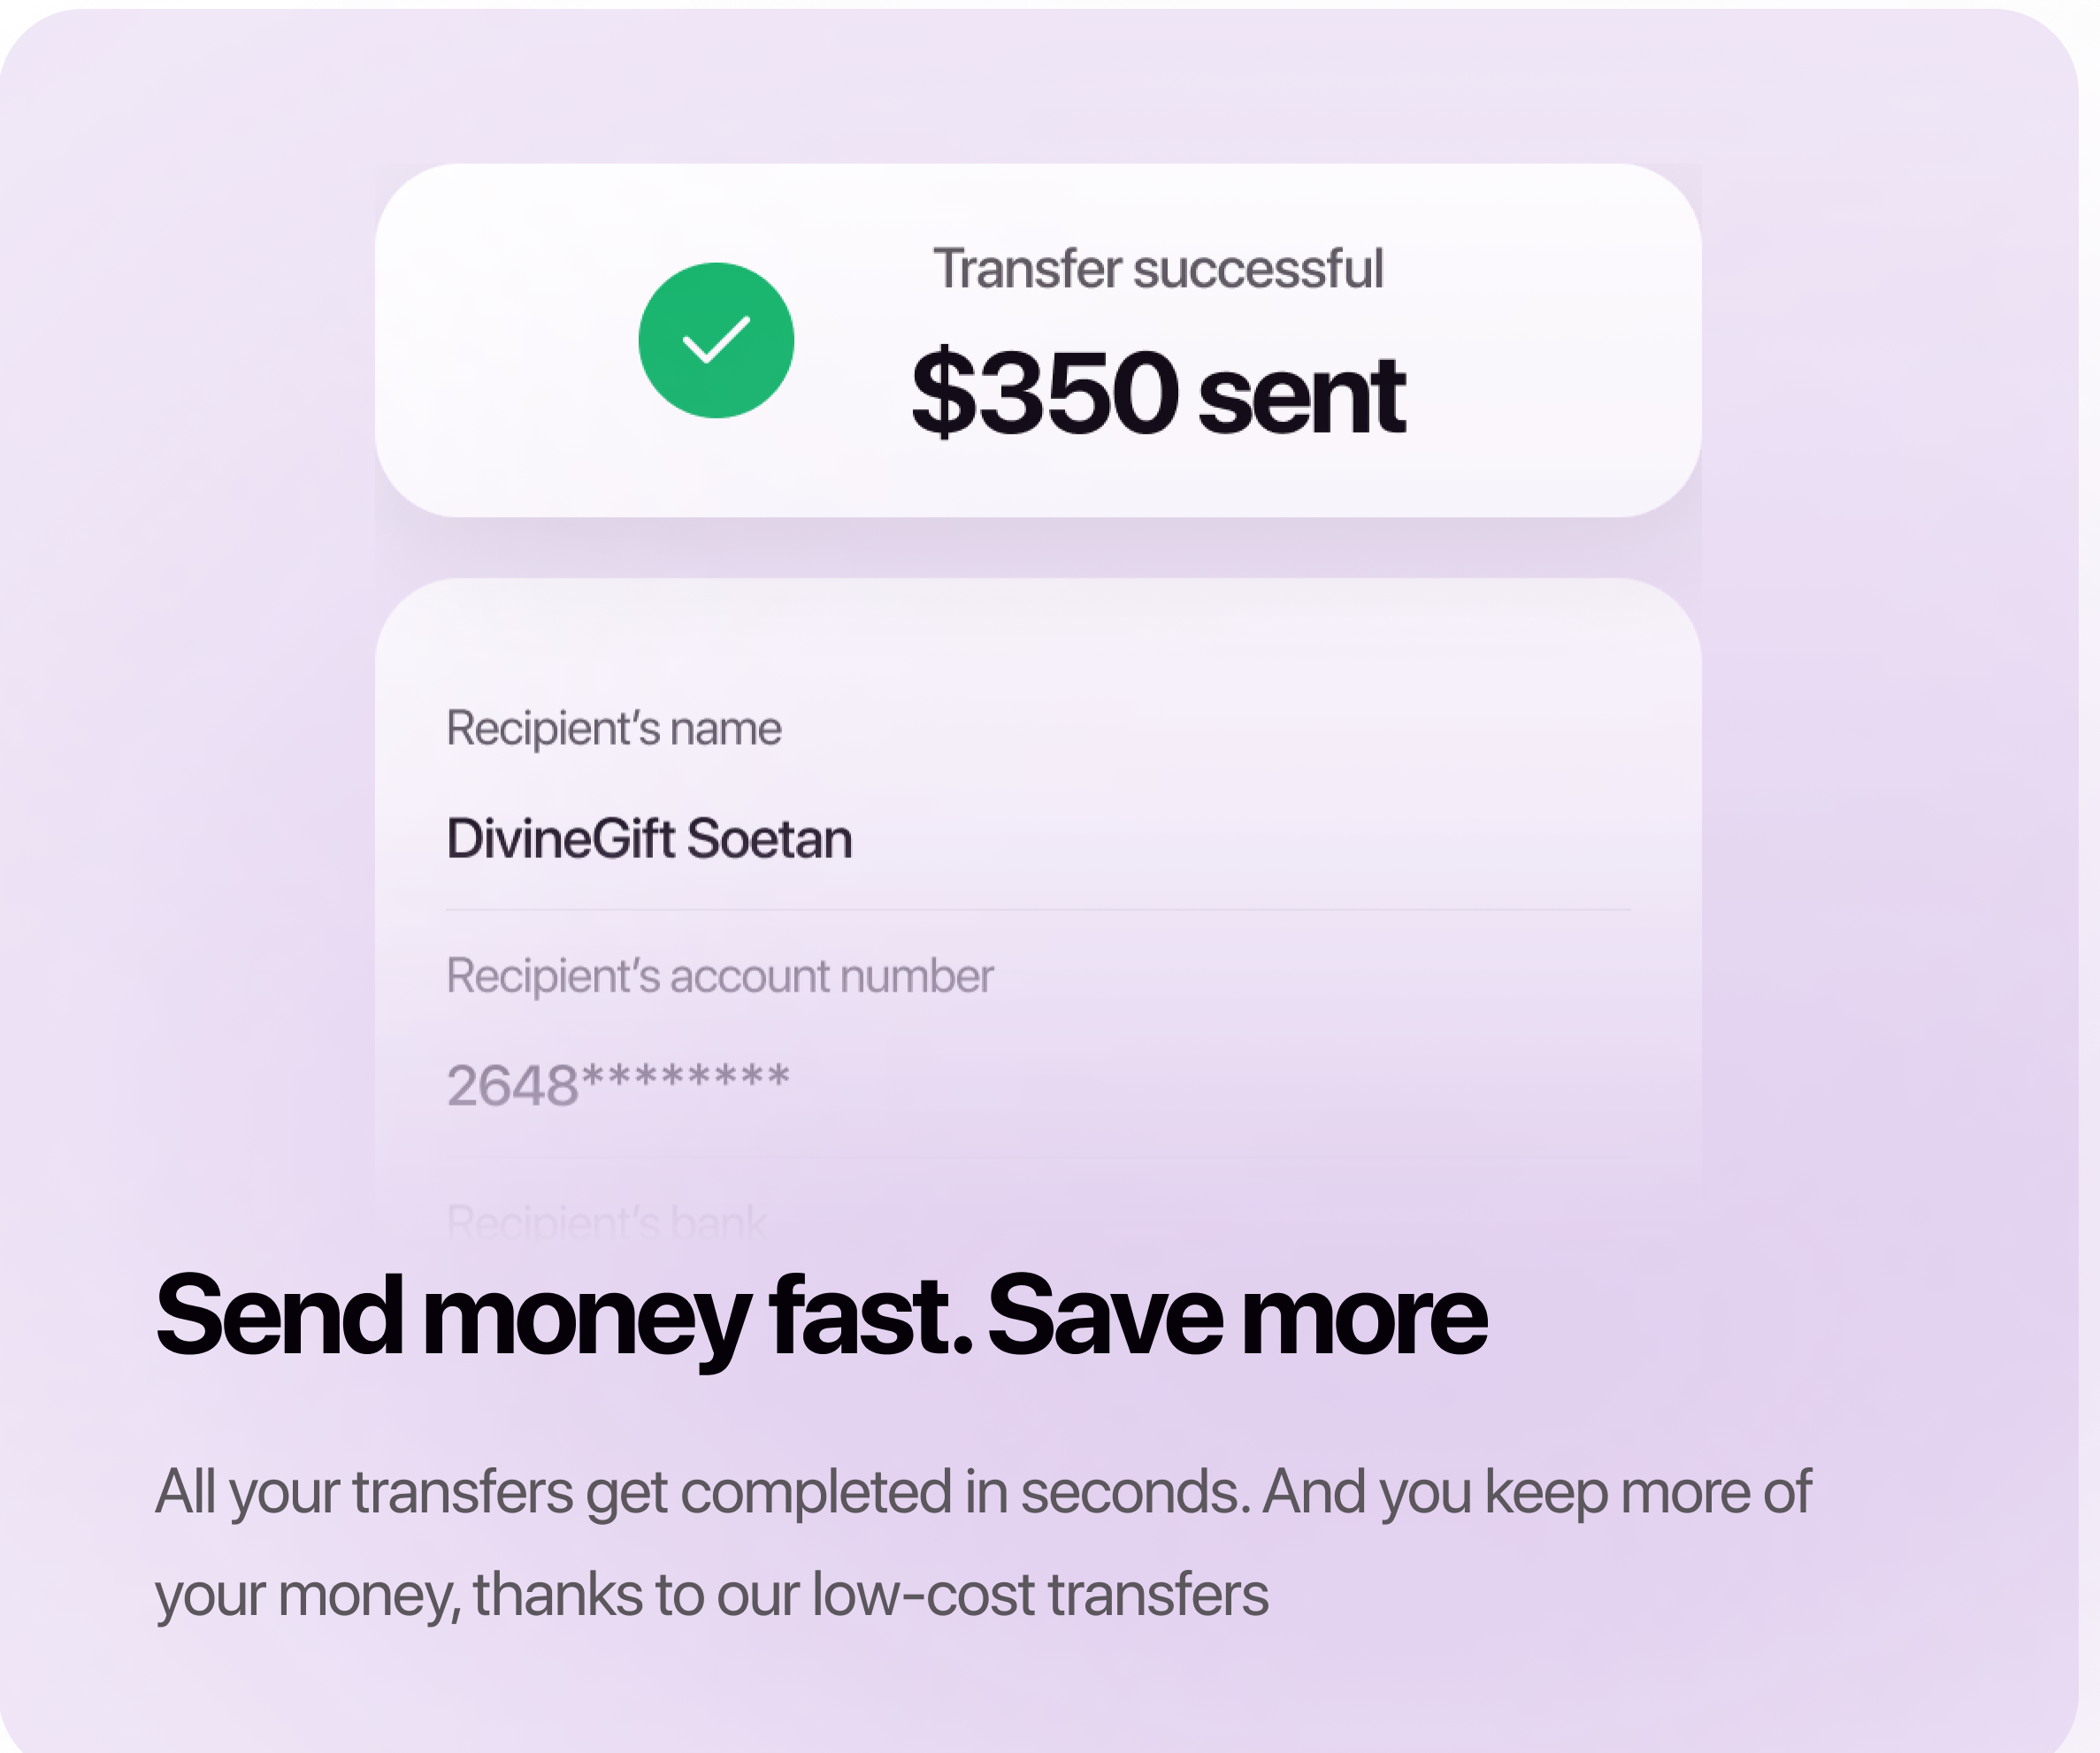 Transfer successful
$350 sent
Recipient’s name
DivineGift Soetan
Recipient’s account number
2648********
Recipient’s bank
Send money fast. Save more
All your transfers get completed in seconds. And you keep more of
your money, thanks to our low-cost transfers